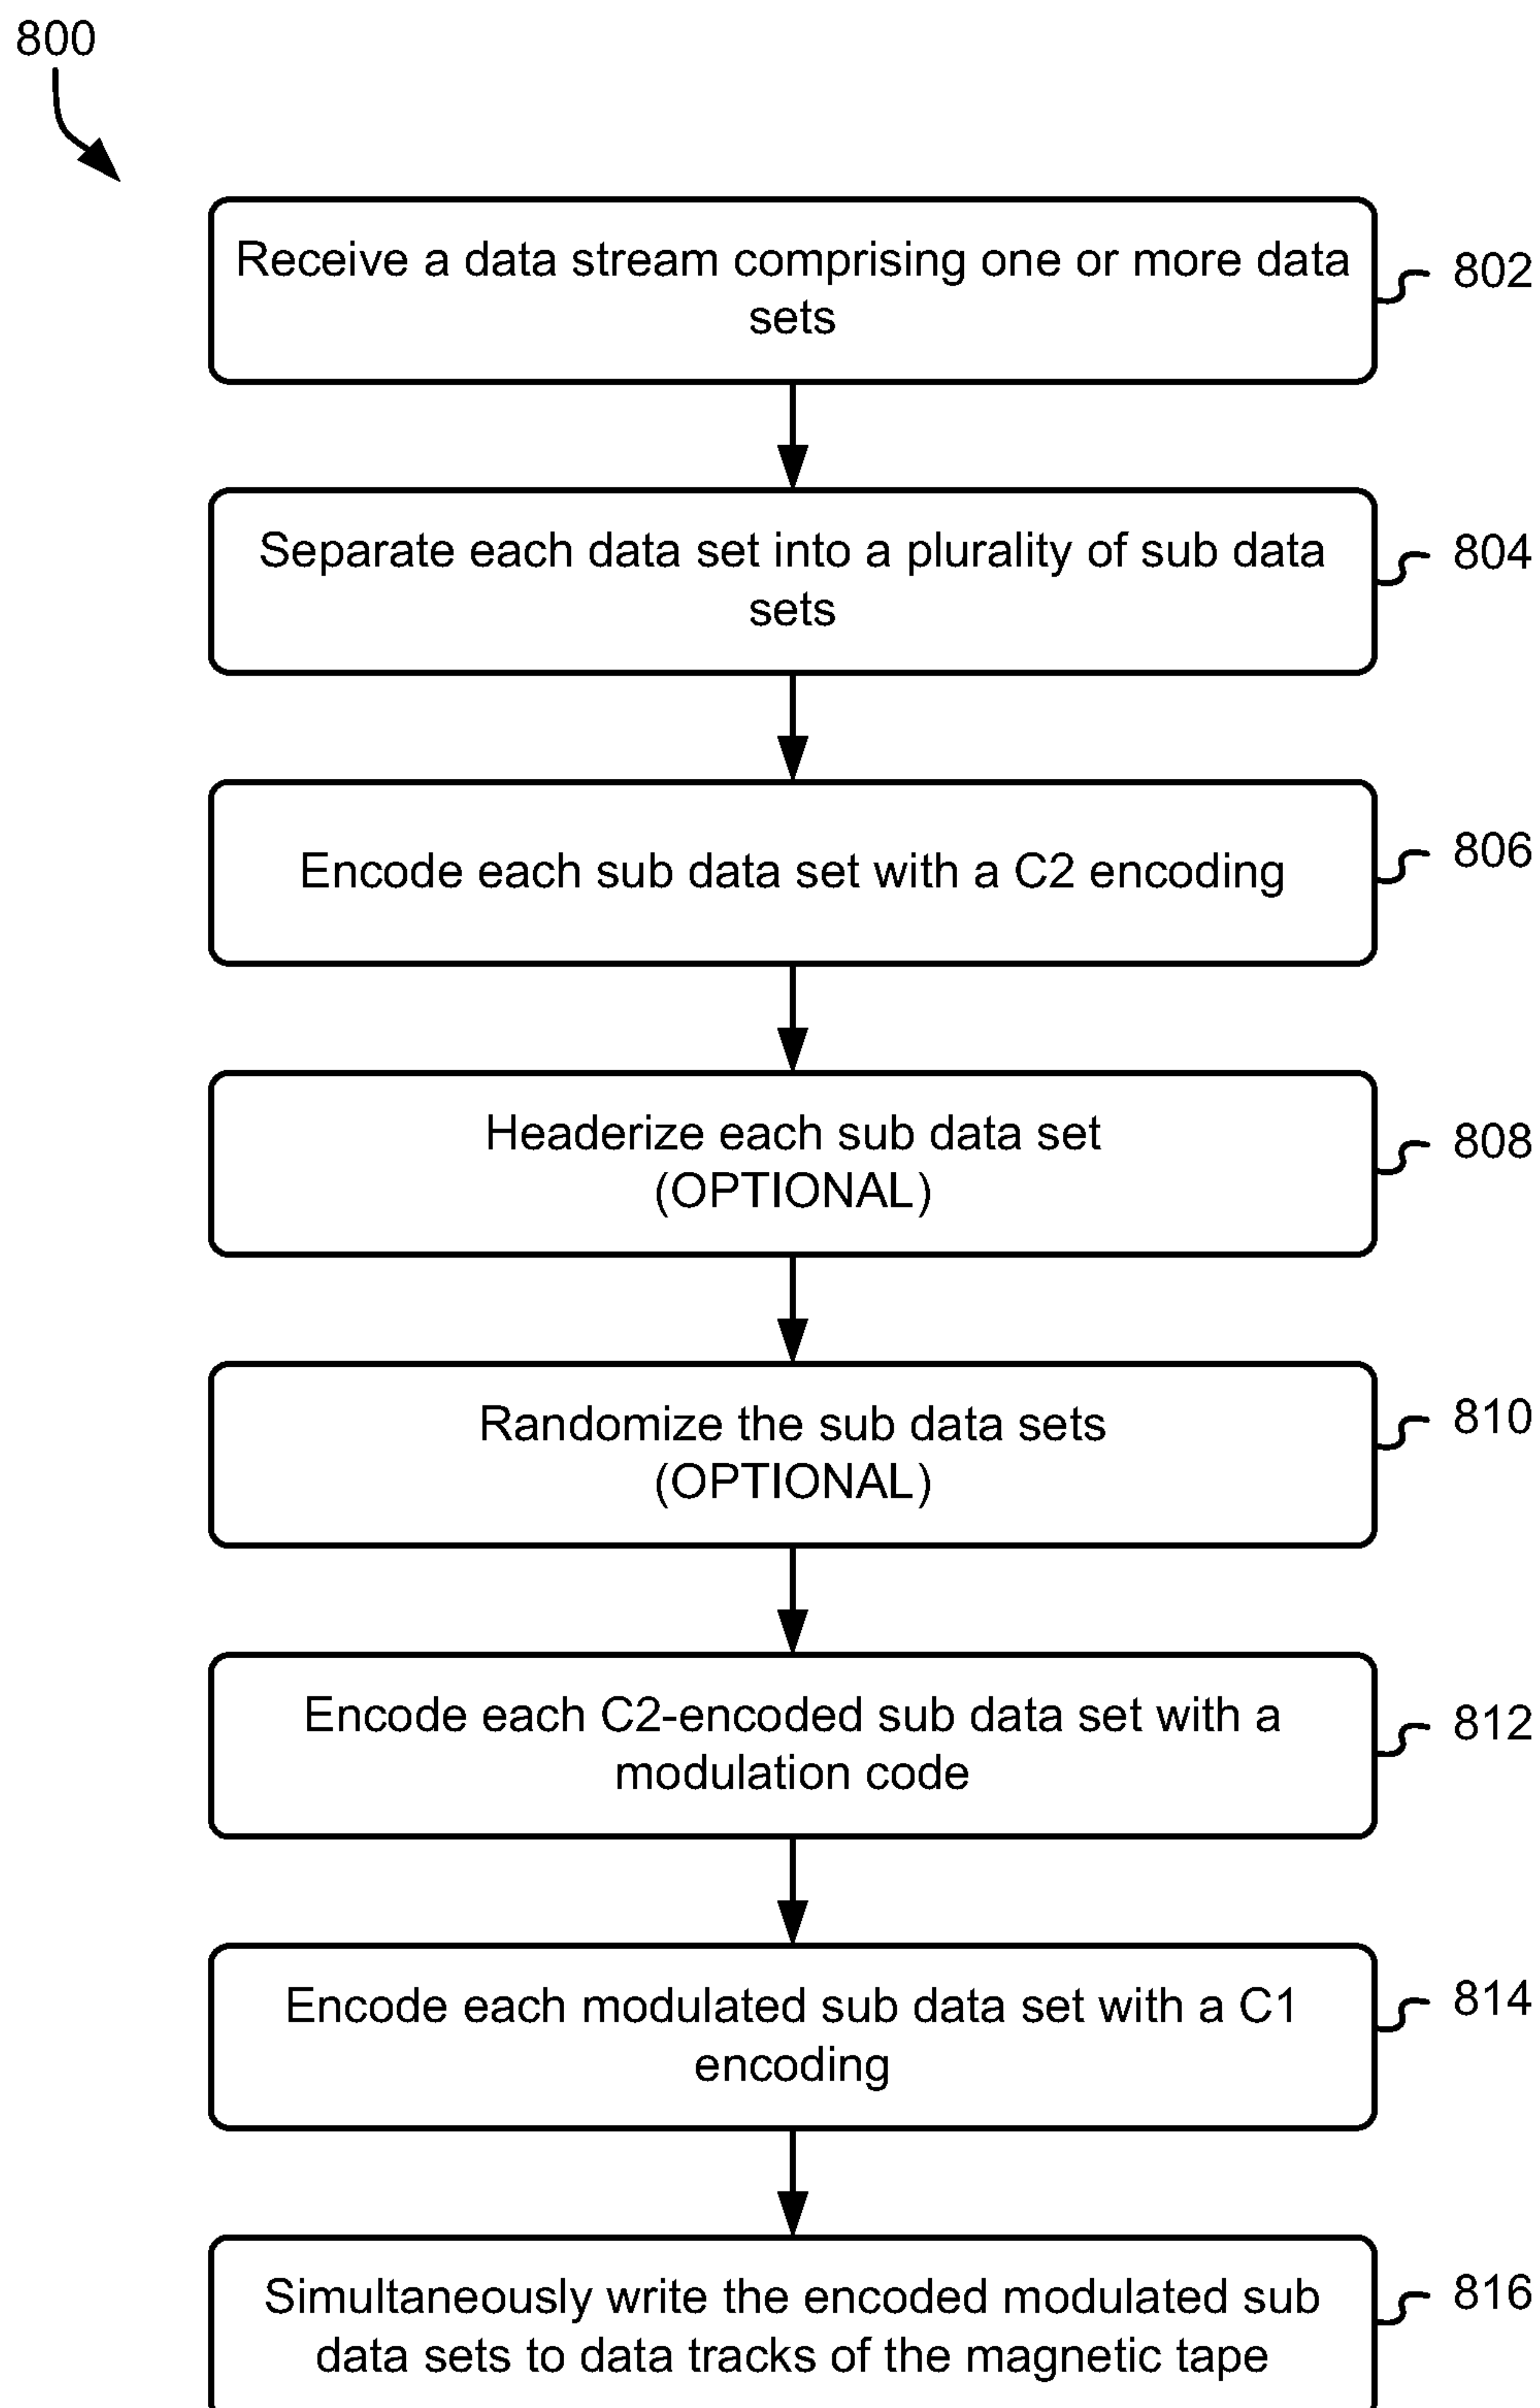 800
Receive a data stream comprising one or more data
sets
802
Separate each data set into a plurality of sub data
sets
804
Encode each sub data set with a C2 encoding
806
Headerize each sub data set
(OPTIONAL)
808
Randomize the sub data sets
(OPTIONAL)
810
Encode each C2-encoded sub data set with a
modulation code
812
Encode each modulated sub data set with a C1
encoding
814
Simultaneously write the encoded modulated sub
data sets to data tracks of the magnetic tape
816